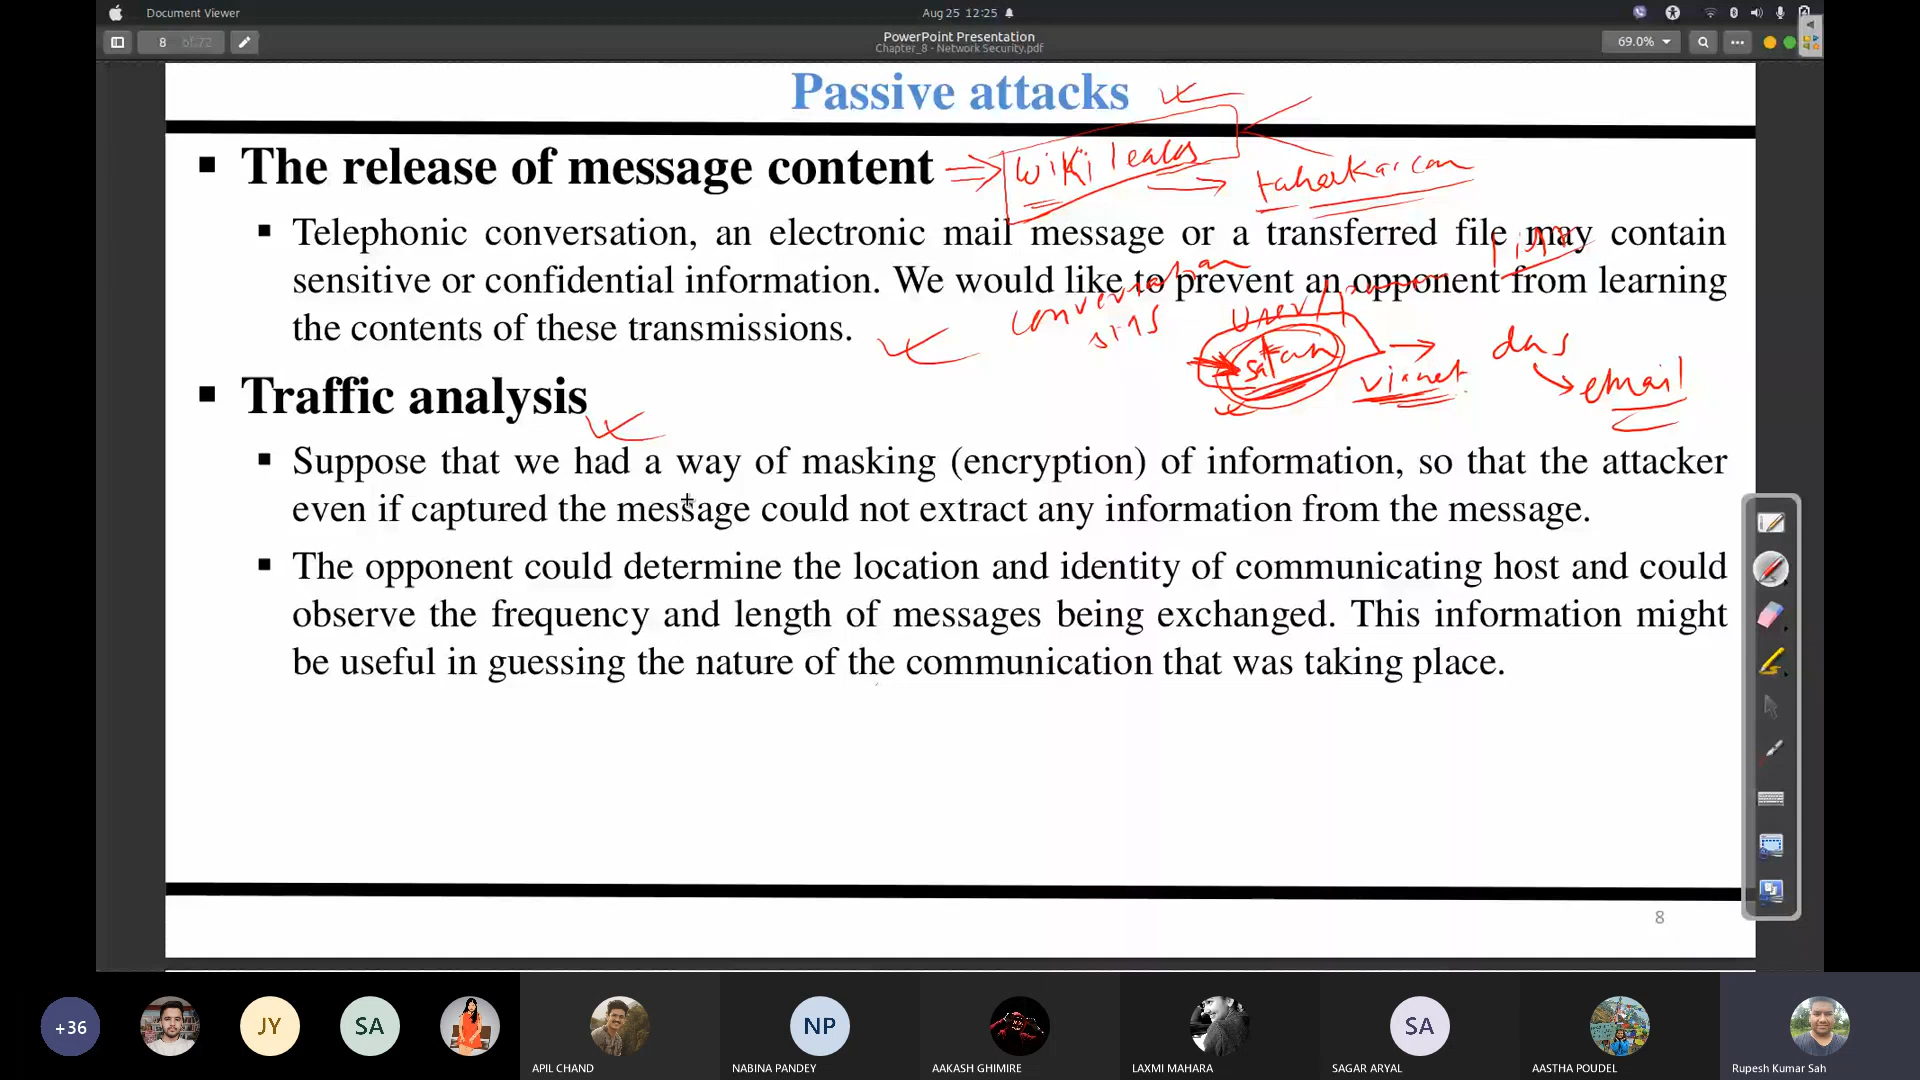 Document Viewer
Aug 25 12:25
8 of 72
PowerPoint Presentation
Chapter_8 - Network Security.pdf
69.0%
Passive attacks
The release of message content
wikileaks
Telephonic conversation, an electronic mail message or a transferred file may contain
sensitive or confidential information. We would like to prevent an opponent from learning
the contents of these transmissions.
dns
email
Traffic analysis
Suppose that we had a way of masking (encryption) of information, so that the attacker
even if captured the message could not extract any information from the message.
The opponent could determine the location and identity of communicating host and could
observe the frequency and length of messages being exchanged. This information might
be useful in guessing the nature of the communication that was taking place.
8
+36
JY
SA
APIL CHAND
NP
NABINA PANDEY
AAKASH GHIMIRE
LAXMI MAHARA
SA
SAGAR ARYAL
AASTHA POUDEL
Rupesh Kumar Sah